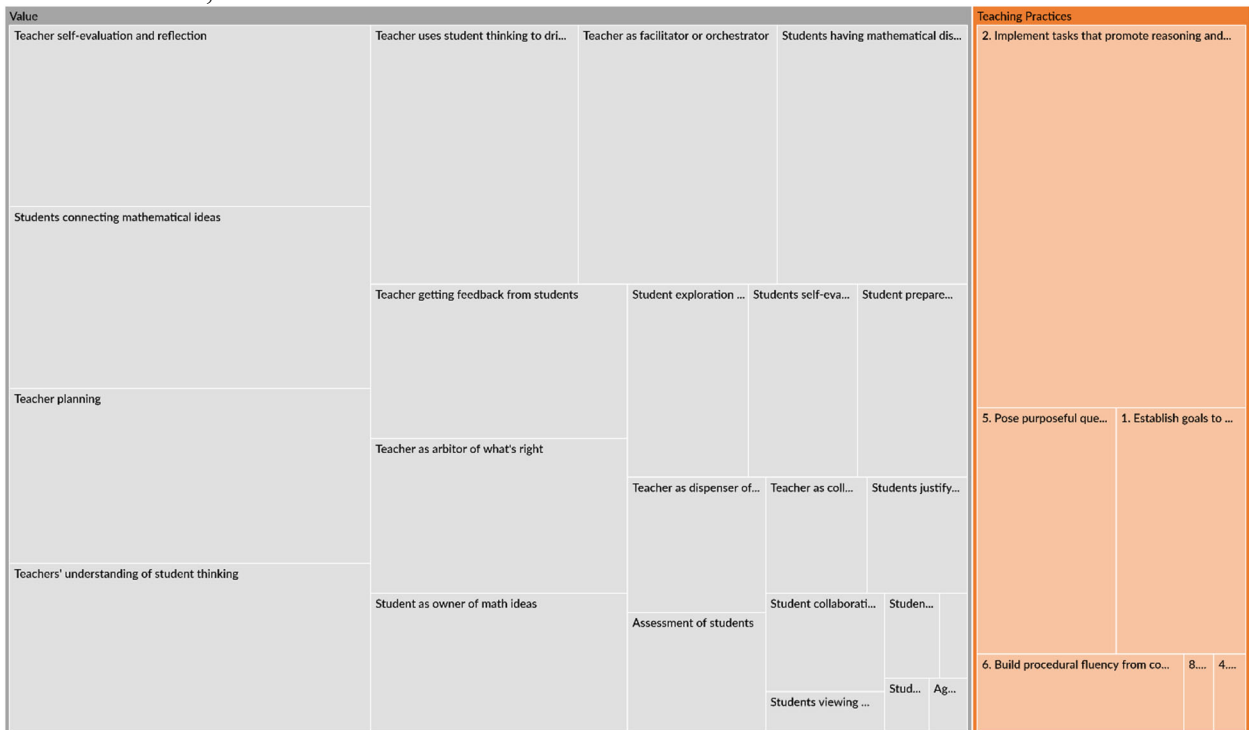 Value
Teaching Practices
Teacher self-evaluation and reflection
Teacher uses student thinking to dri...
Teacher as facilitator or orchestrator
Students having mathematical dis...
2. Implement tasks that promote reasoning and...
Students connecting mathematical ideas
Teacher getting feedback from students
Student exploration ...
Students self-eva...
Student prepare...
Teacher planning
5. Pose purposeful que...
1. Establish goals to ...
Teacher as arbitor of what's right
Teacher as dispenser of...
Teacher as coll...
Students justify...
Teachers' understanding of student thinking
Student as owner of math ideas
Student collaborati...
Studen...
Assessment of students
6. Build procedural fluency from co...
8....
4....
Stud...
Ag...
Students viewing ...